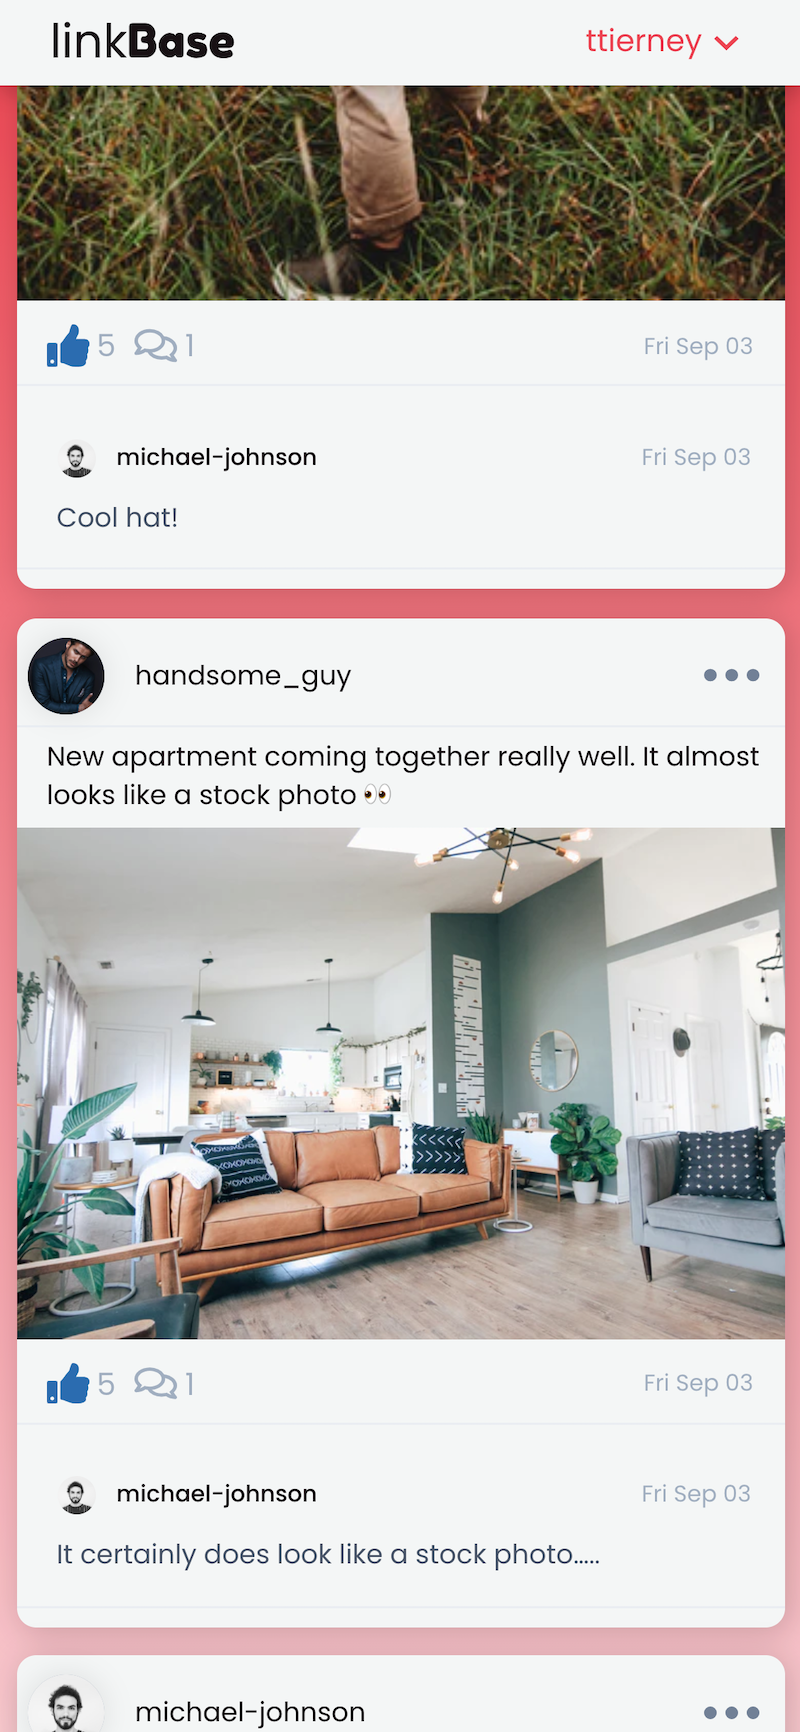 linkBase
ttierney
5 1 Fri Sep 03
michael-johnson Fri Sep 03
Cool hat!
handsome_guy
New apartment coming together really well. It almost
looks like a stock photo 👀
5 1 Fri Sep 03
michael-johnson Fri Sep 03
It certainly does look like a stock photo.....
michael-johnson